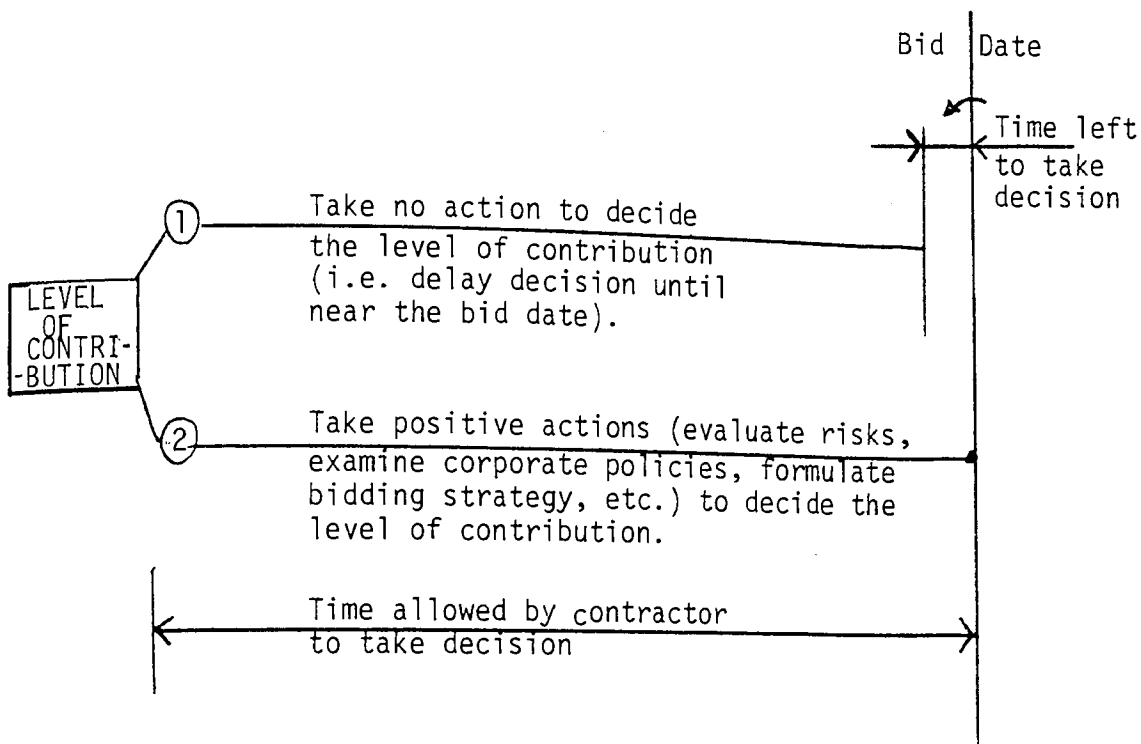 Bid Date
Time left
to take
decision
1
Take no action to decide
the level of contribution
(i.e. delay decision until
near the bid date).
LEVEL
OF
CONTRI-
-BUTION
2
Take positive actions (evaluate risks,
examine corporate policies, formulate
bidding strategy, etc.) to decide the
level of contribution.
Time allowed by contractor
to take decision